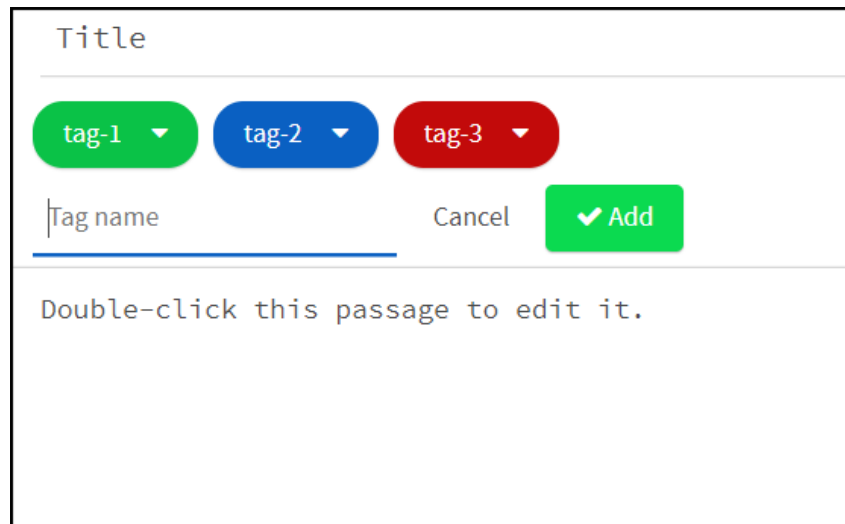 Title
tag-1 tag-2 tag-3
Tag name Cancel Add
Double-click this passage to edit it.